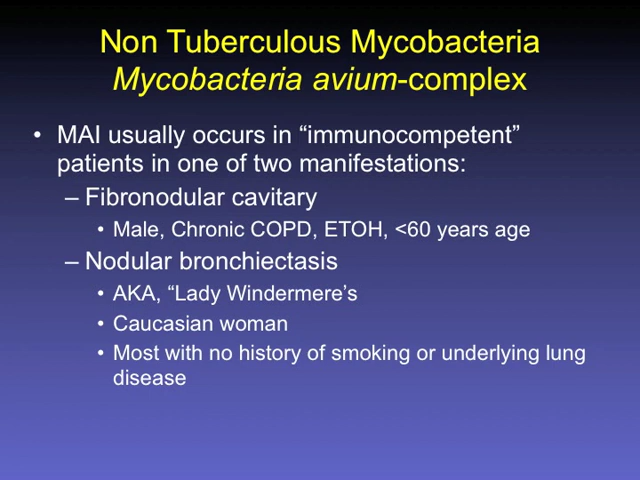 Non Tuberculous Mycobacteria
Mycobacteria avium-complex
• MAI usually occurs in “immunocompetent”
patients in one of two manifestations:
– Fibronodular cavitary
• Male, Chronic COPD, ETOH, <60 years age
– Nodular bronchiectasis
• AKA, “Lady Windermere’s
• Caucasian woman
• Most with no history of smoking or underlying lung
disease